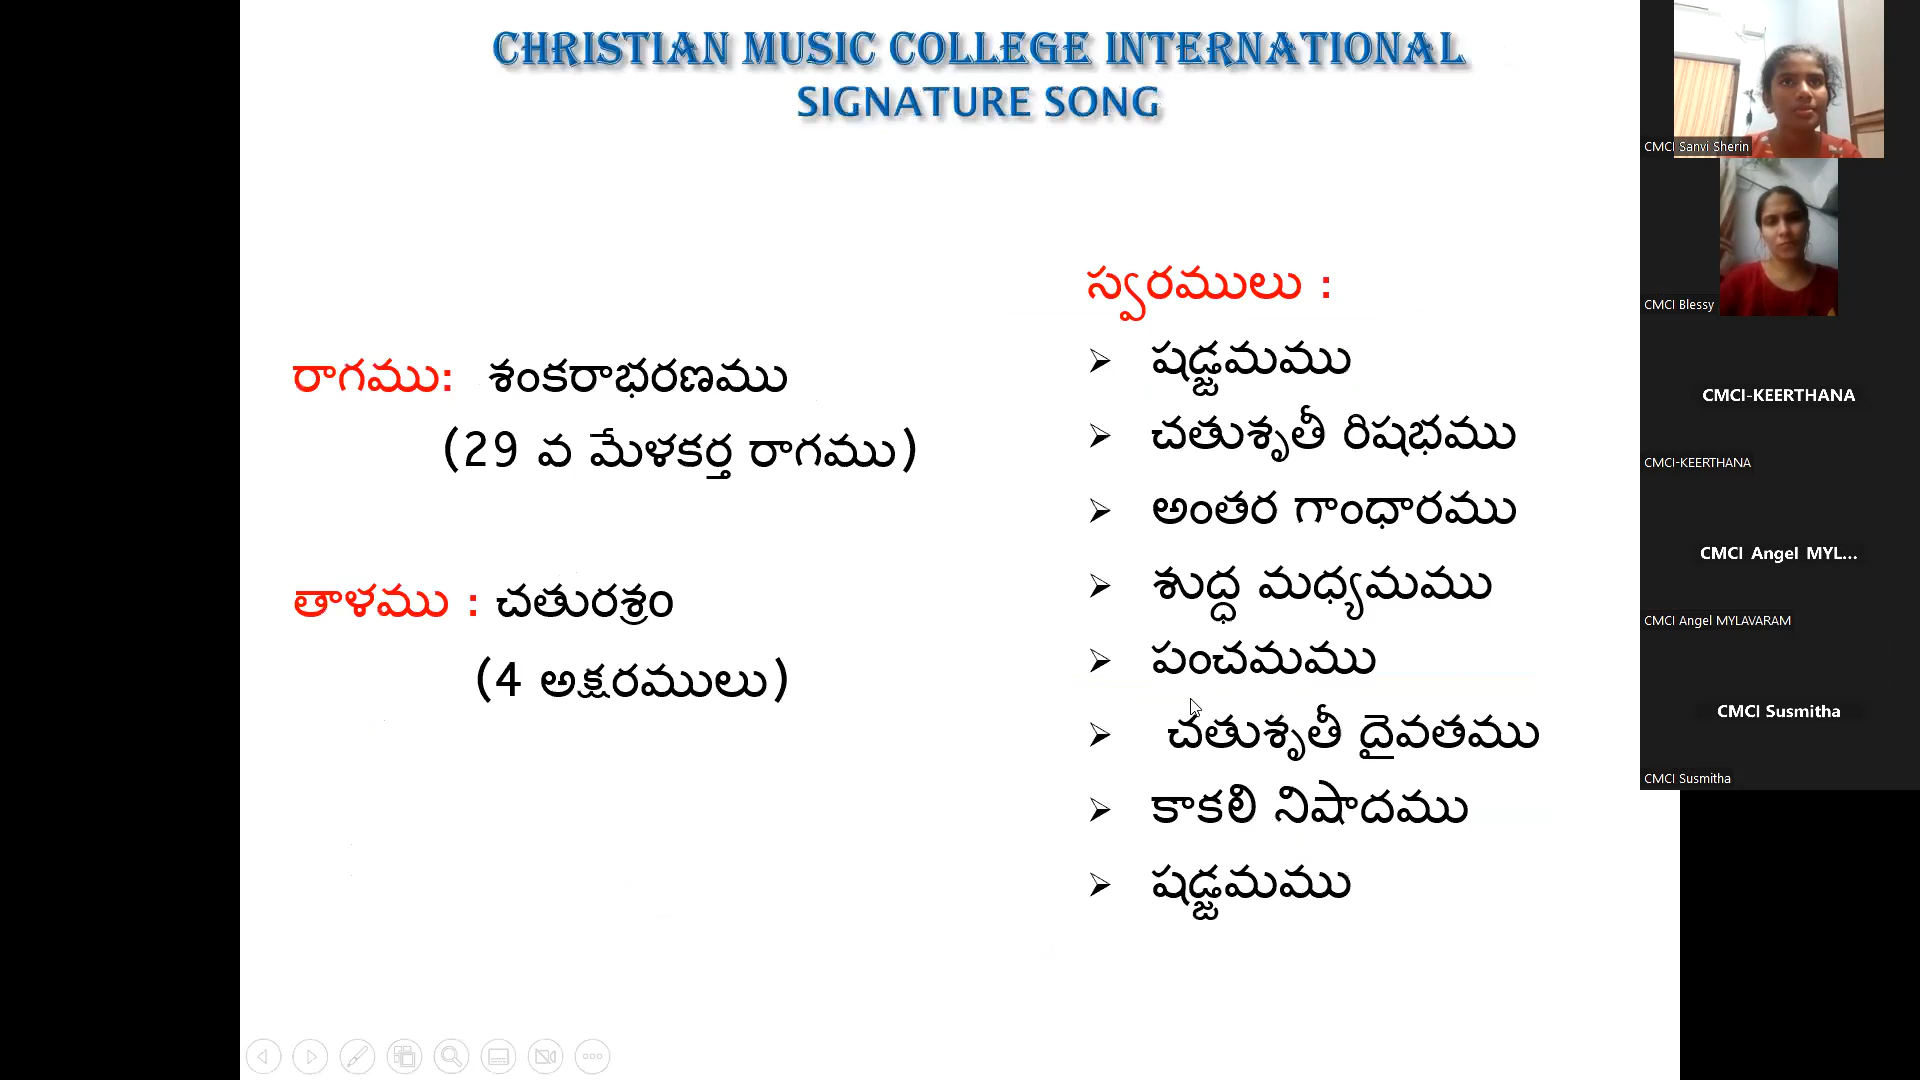 CHRISTIAN MUSIC COLLEGE INTERNATIONAL
SIGNATURE SONG
రాగము: శంకరాభరణము
(29 వ మేళకర్త రాగము)
తాళము : చతురశ్రం
(4 అక్షరములు)
స్వరములు :
షడ్జమము
చతుశృతీ రిషభము
అంతర గాంధారము
శుద్ధ మధ్యమము
పంచమము
చతుశృతీ దైవతము
కాకలి నిషాదము
షడ్జమము
CMCI Sanvi Sherin
CMCI Blessy
CMCI-KEERTHANA
CMCI-KEERTHANA
CMCI Angel MYL...
CMCI Angel MYLAVARAM
CMCI Susmitha
CMCI Susmitha